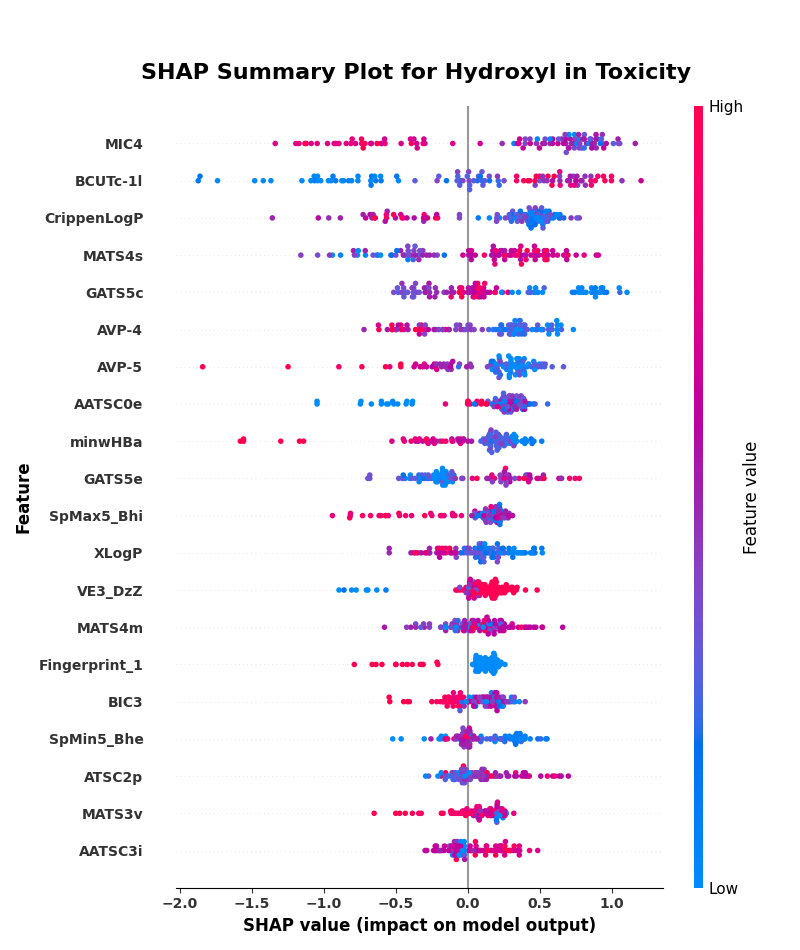 SHAP Summary Plot for Hydroxyl in Toxicity
High
MIC4
BCUTc-1l
CrippenLogP
MATS4s
GATS5c
AVP-4
AVP-5
AATSC0e
minwHBa
GATS5e
SpMax5_Bhi
XLogP
VE3_DzZ
MATS4m
Fingerprint_1
BIC3
SpMin5_Bhe
ATSC2p
MATS3v
AATSC3i
Feature
Feature value
Low
−2.0 −1.5 −1.0 −0.5 0.0 0.5 1.0
SHAP value (impact on model output)